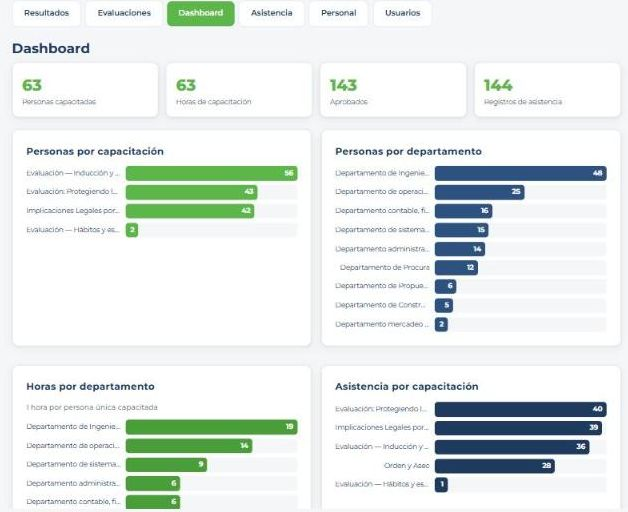 Resultados
Evaluaciones
Dashboard
Asistencia
Personal
Usuarios
Dashboard
63
Personas capacitadas
63
Horas de capacitación
143
Aprobados
144
Registros de asistencia
Personas por capacitación
Evaluación — Inducción y ... 56
Evaluación: Protegiendo l... 43
Implicaciones Legales por... 42
Evaluación — Hábitos y es... 2
Personas por departamento
Departamento de Ingenie... 48
Departamento de operaci... 25
Departamento contable, fi... 16
Departamento de sistema... 15
Departamento administra... 14
Departamento de Procura 12
Departamento de Propue... 6
Departamento de Constr... 5
Departamento mercadeo ... 2
Horas por departamento
1 hora por persona única capacitada
Departamento de Ingenie... 19
Departamento de operaci... 14
Departamento de sistema... 9
Departamento administra... 6
Departamento contable, fi... 6
Asistencia por capacitación
Evaluación: Protegiendo l... 40
Implicaciones Legales por... 39
Evaluación — Inducción y ... 36
Orden y Aseo 28
Evaluación — Hábitos y es... 1